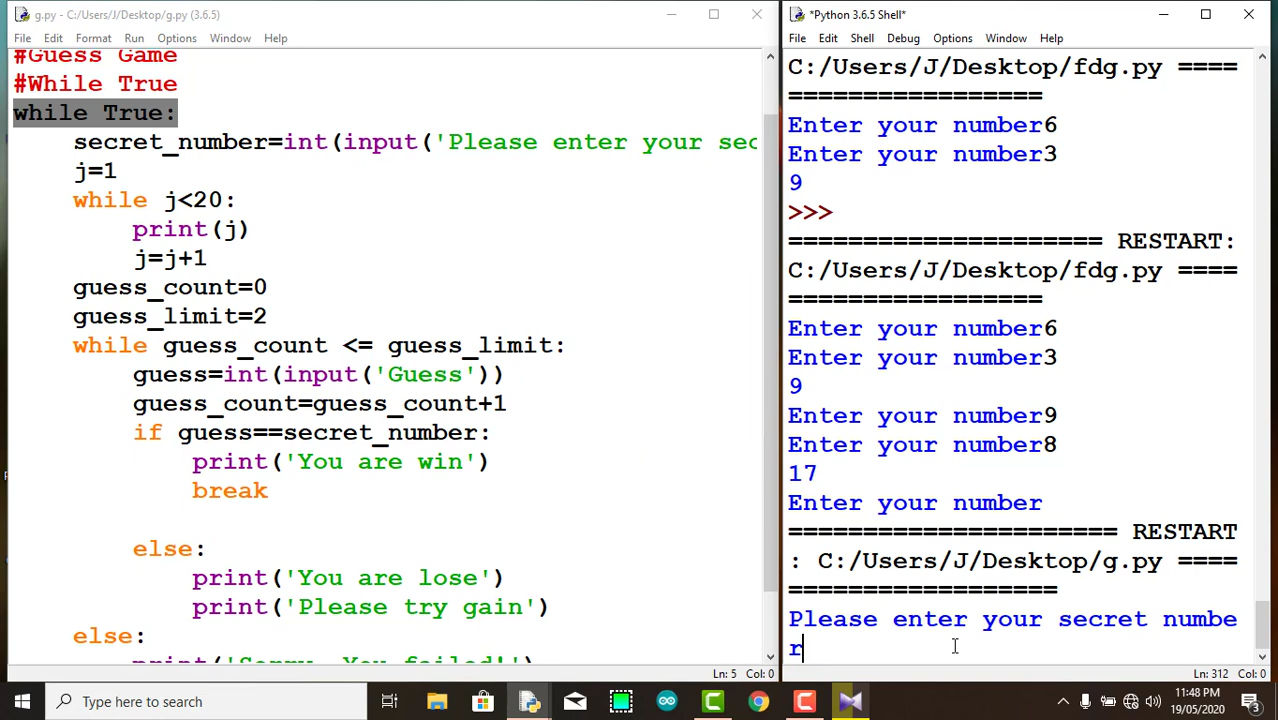 g.py - C:/Users/J/Desktop/g.py (3.6.5)
File Edit Format Run Options Window Help
#Guess Game
#While True
while True:
secret_number=int(input('Please enter your sec
j=1
while j<20:
print(j)
j=j+1
guess_count=0
guess_limit=2
while guess_count <= guess_limit:
guess=int(input('Guess'))
guess_count=guess_count+1
if guess==secret_number:
print('You are win')
break
else:
print('You are lose')
print('Please try gain')
else:
print('Sorry, You failed!')
Ln: 5 Col: 0
*Python 3.6.5 Shell*
File Edit Shell Debug Options Window Help
C:/Users/J/Desktop/fdg.py ====
=================
Enter your number6
Enter your number3
9
>>>
===================== RESTART:
C:/Users/J/Desktop/fdg.py ====
=================
Enter your number6
Enter your number3
9
Enter your number9
Enter your number8
17
Enter your number
====================== RESTART
: C:/Users/J/Desktop/g.py ====
==================
Please enter your secret numbe
r
Ln: 312 Col: 0
Type here to search
11:48 PM
19/05/2020
3